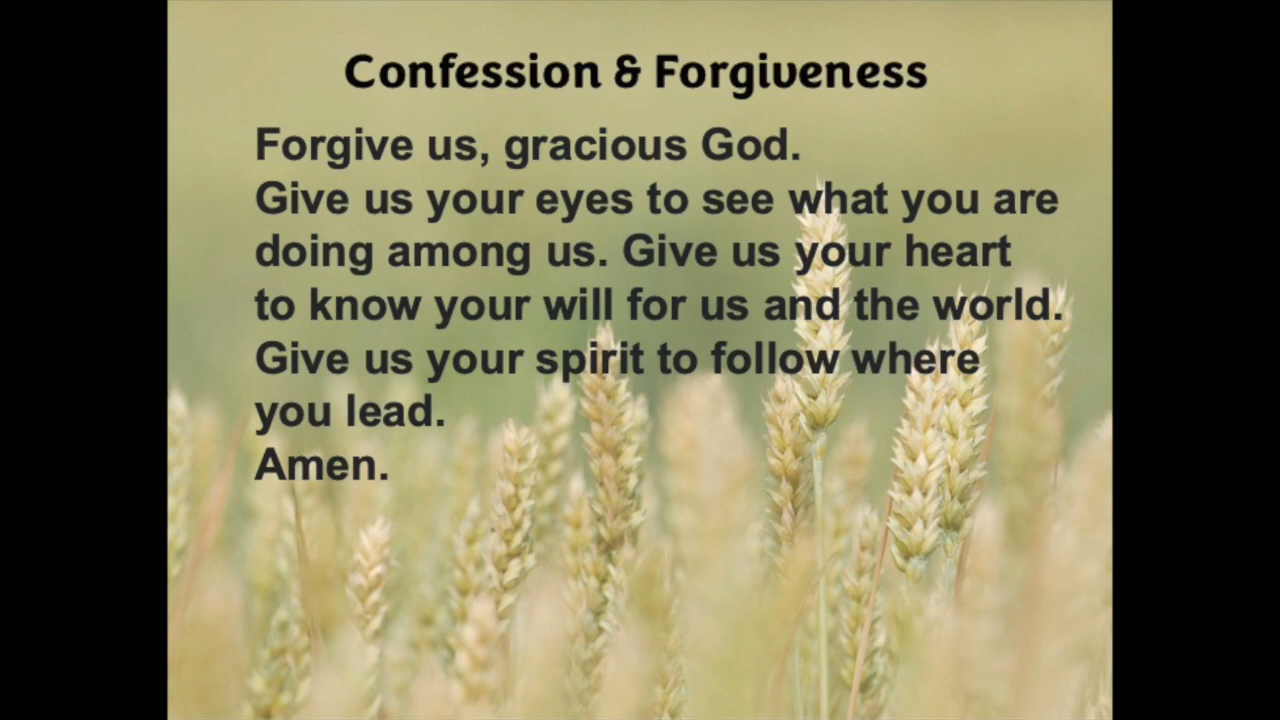 Confession & Forgiveness
Forgive us, gracious God.
Give us your eyes to see what you are
doing among us. Give us your heart
to know your will for us and the world.
Give us your spirit to follow where
you lead.
Amen.